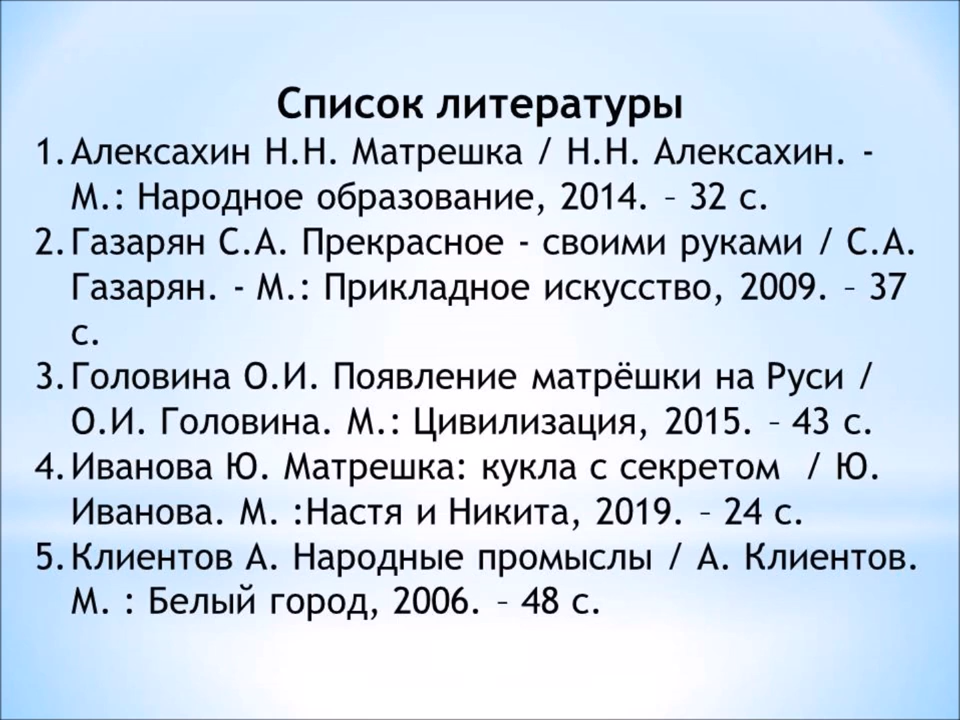 Список литературы
1. Алексахин Н.Н. Матрешка / Н.Н. Алексахин. -
М.: Народное образование, 2014. – 32 с.
2. Газарян С.А. Прекрасное - своими руками / С.А.
Газарян. - М.: Прикладное искусство, 2009. – 37
с.
3. Головина О.И. Появление матрёшки на Руси /
О.И. Головина. М.: Цивилизация, 2015. – 43 с.
4. Иванова Ю. Матрешка: кукла с секретом / Ю.
Иванова. М. :Настя и Никита, 2019. – 24 с.
5. Клиентов А. Народные промыслы / А. Клиентов.
М. : Белый город, 2006. – 48 с.